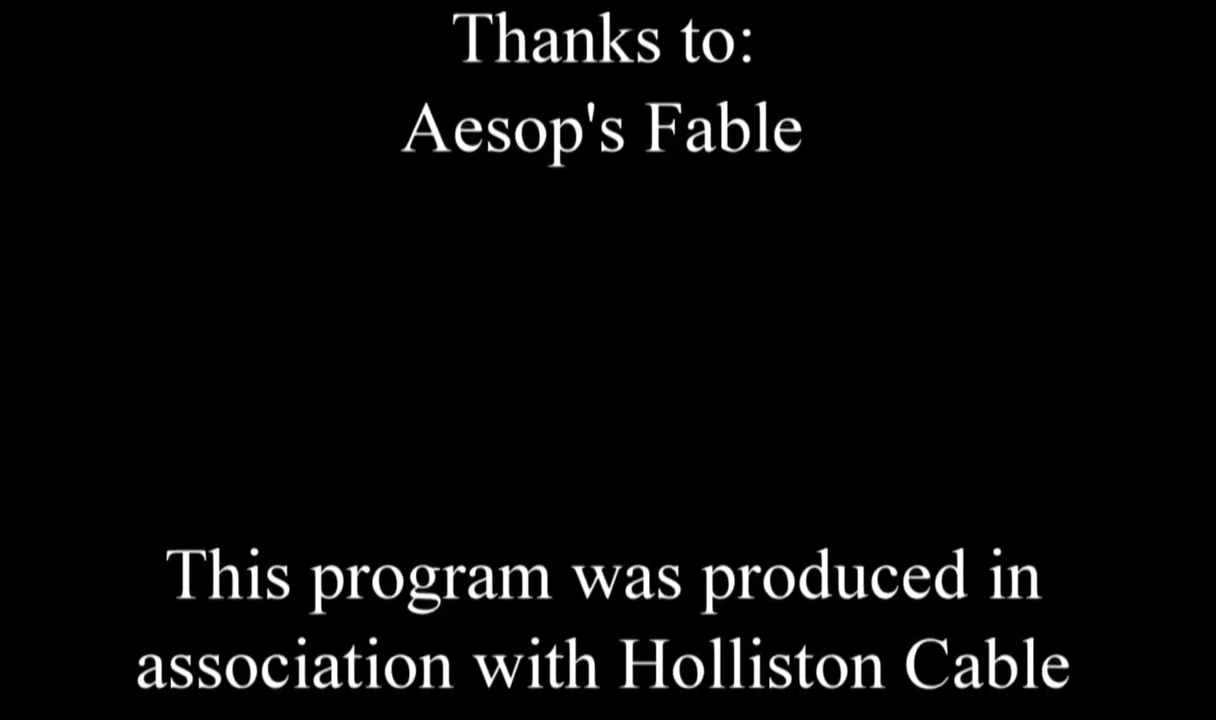 Thanks to:
Aesop's Fable
This program was produced in
association with Holliston Cable